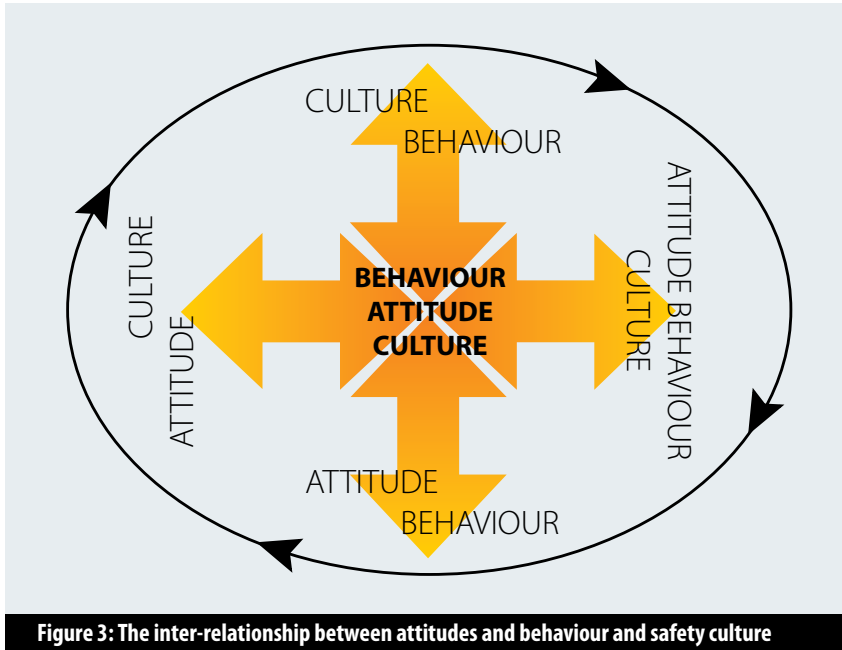 CULTURE
BEHAVIOUR
CULTURE
ATTITUDE
BEHAVIOUR
ATTITUDE
CULTURE
ATTITUDE BEHAVIOUR
CULTURE
ATTITUDE
BEHAVIOUR
Figure 3: The inter-relationship between attitudes and behaviour and safety culture